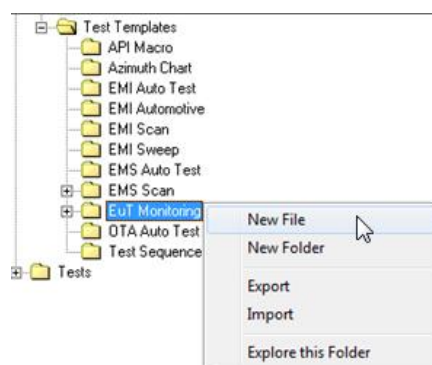 Test Templates
API Macro
Azimuth Chart
EMI Auto Test
EMI Automotive
EMI Scan
EMI Sweep
EMS Auto Test
EMS Scan
EuT Monitoring
OTA Auto Test
Test Sequence
Tests
New File
New Folder
Export
Import
Explore this Folder